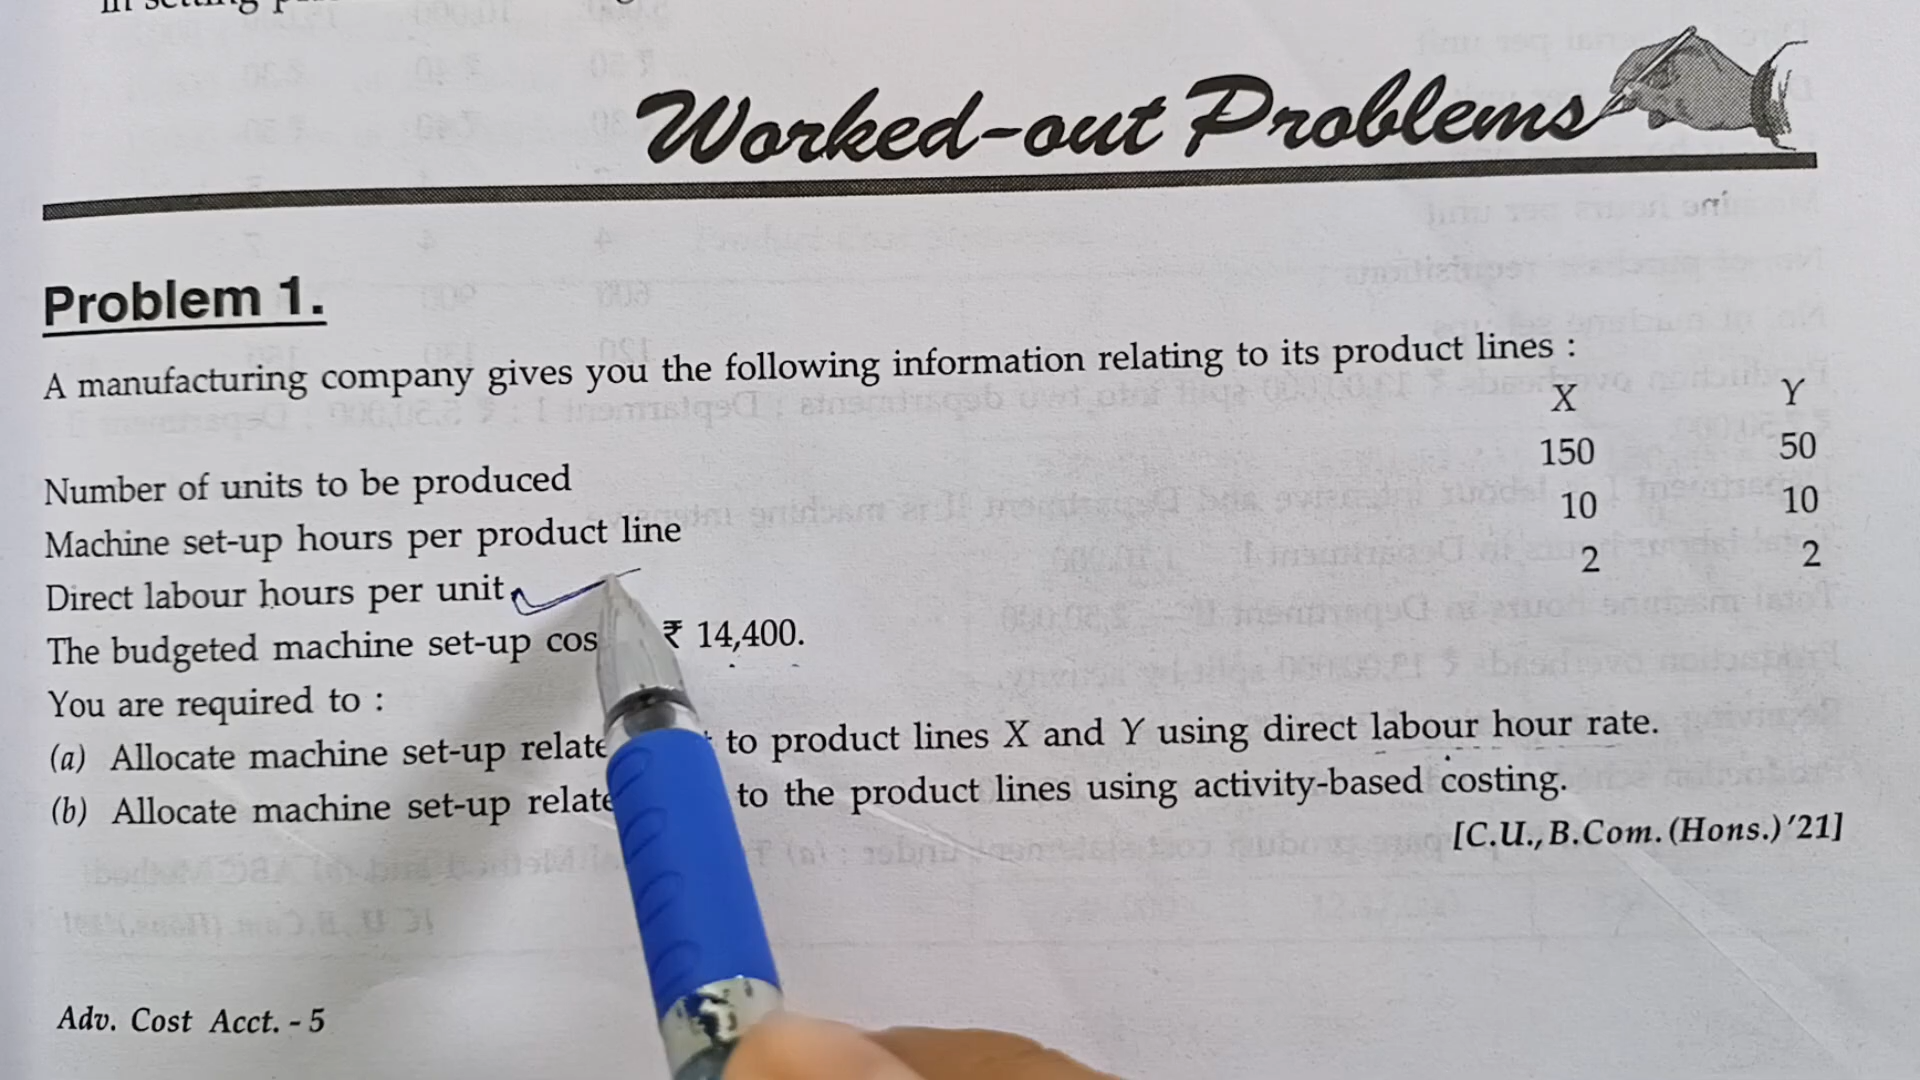 Worked-out Problems
Problem 1.
A manufacturing company gives you the following information relating to its product lines :
X Y
Number of units to be produced 150 50
Machine set-up hours per product line 10 10
Direct labour hours per unit 2 2
The budgeted machine set-up cos ₹ 14,400.
You are required to :
(a) Allocate machine set-up relate to product lines X and Y using direct labour hour rate.
(b) Allocate machine set-up relate to the product lines using activity-based costing.
[C.U., B.Com. (Hons.) '21]
Adv. Cost Acct. - 5